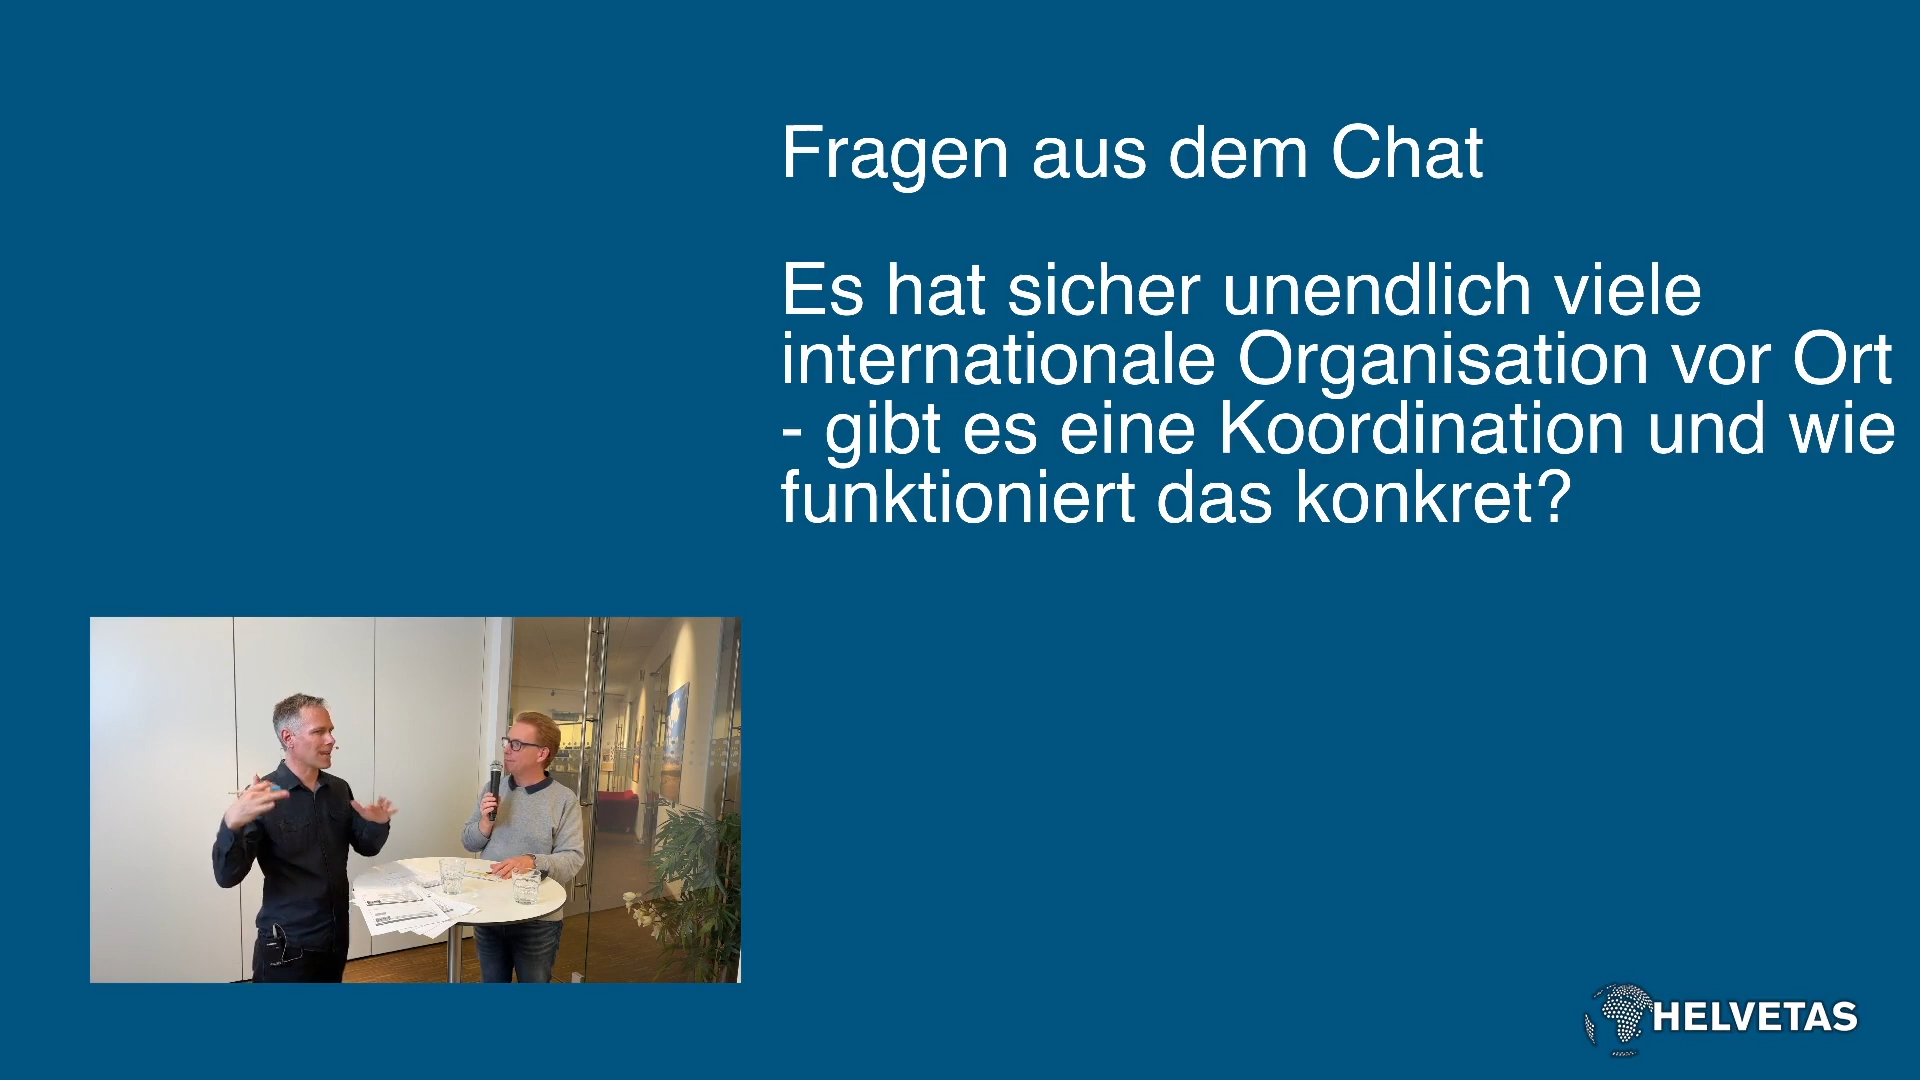 Fragen aus dem Chat
Es hat sicher unendlich viele
internationale Organisation vor Ort
- gibt es eine Koordination und wie
funktioniert das konkret?
HELVETAS